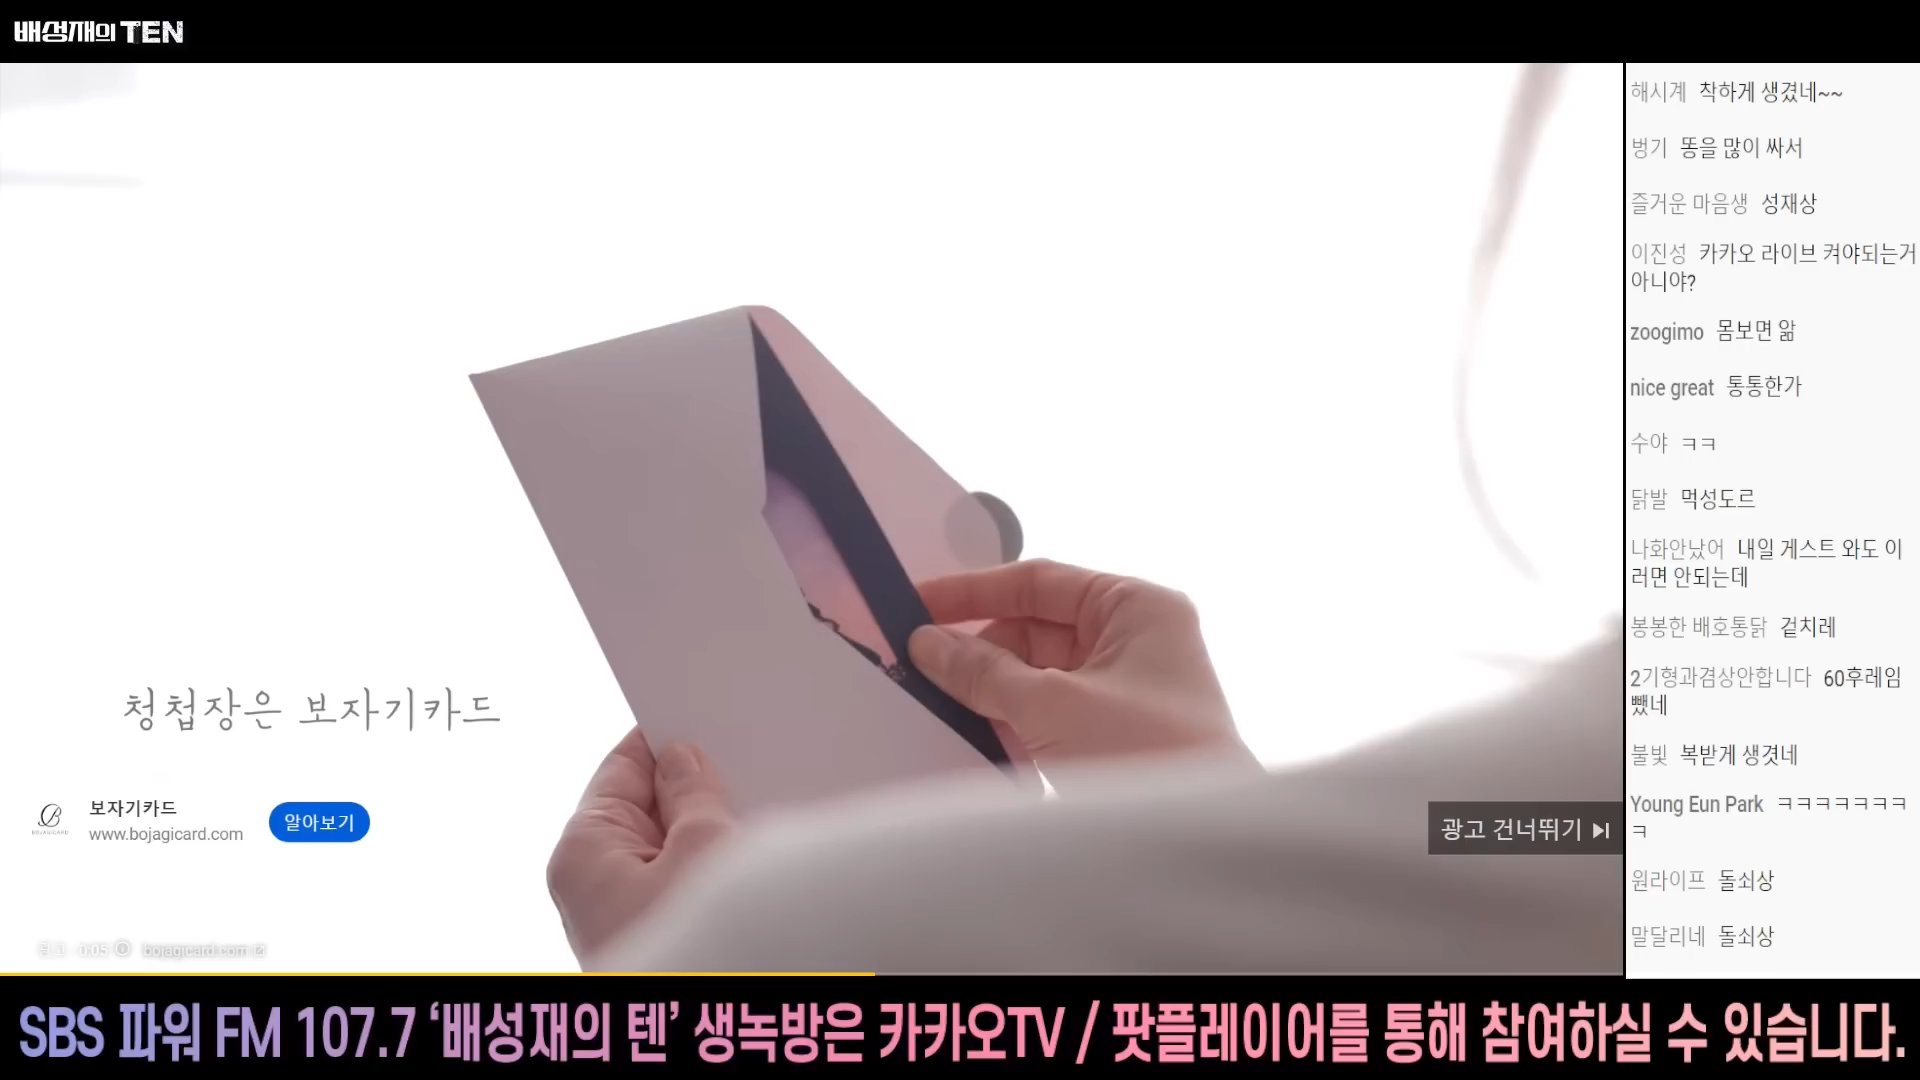 배성재의 TEN
해시계 착하게 생겼네~~
벙기 똥을 많이 싸서
즐거운 마음생 성재상
이진성 카카오 라이브 켜야되는거
아니야?
zoogimo 몸보면 앎
nice great 통통한가
수야 ㅋㅋ
닭발 먹성도르
나화안났어 내일 게스트 와도 이
러면 안되는데
봉봉한 배호통닭 겉치레
2기형과겸상안합니다 60후레임
뺐네
불빛 복받게 생겻네
Young Eun Park ㅋㅋㅋㅋㅋㅋㅋ
ㅋ
원라이프 돌쇠상
말달리네 돌쇠상
청첩장은 보자기카드
B
BOJAGICARD
보자기카드
www.bojagicard.com
알아보기
광고 건너뛰기
광고 0:05 bojagicard.com
SBS 파워 FM 107.7 ‘배성재의 텐’ 생녹방은 카카오TV / 팟플레이어를 통해 참여하실 수 있습니다.